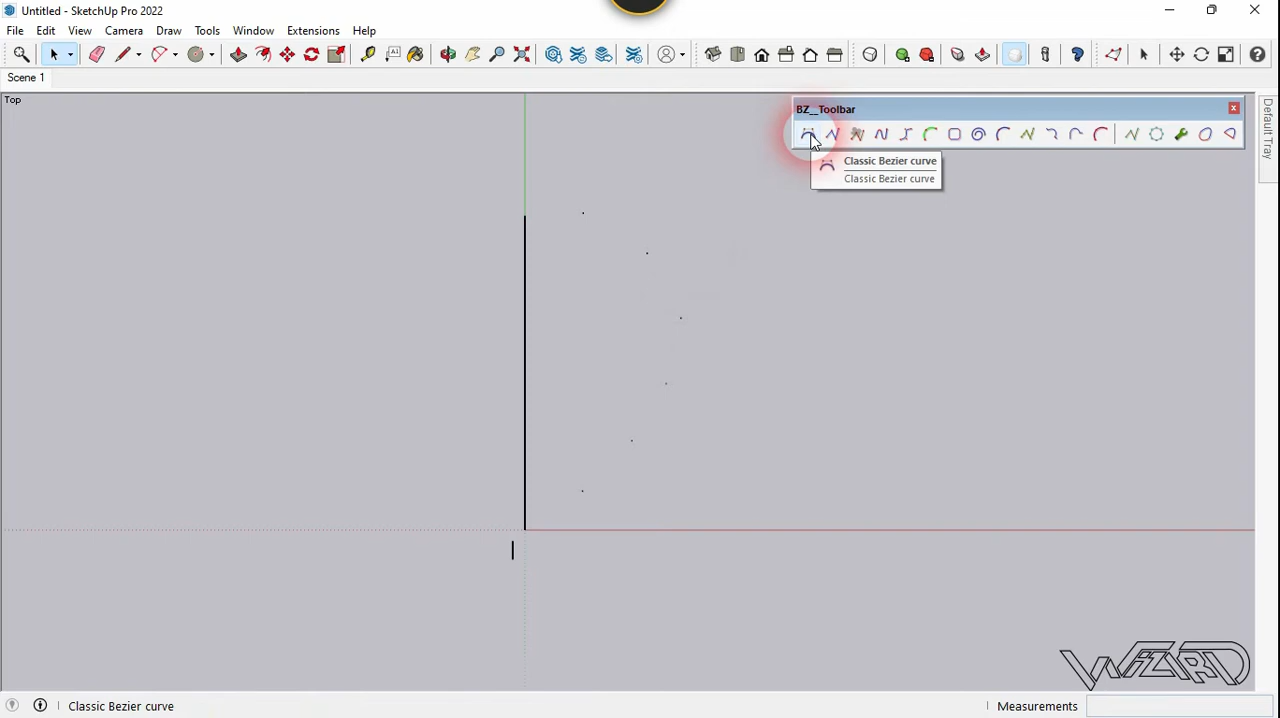 Untitled - SketchUp Pro 2022
File Edit View Camera Draw Tools Window Extensions Help
Scene 1
Top
BZ__Toolbar
Classic Bezier curve
Classic Bezier curve
Default Tray
WIZARD
Classic Bezier curve
Measurements